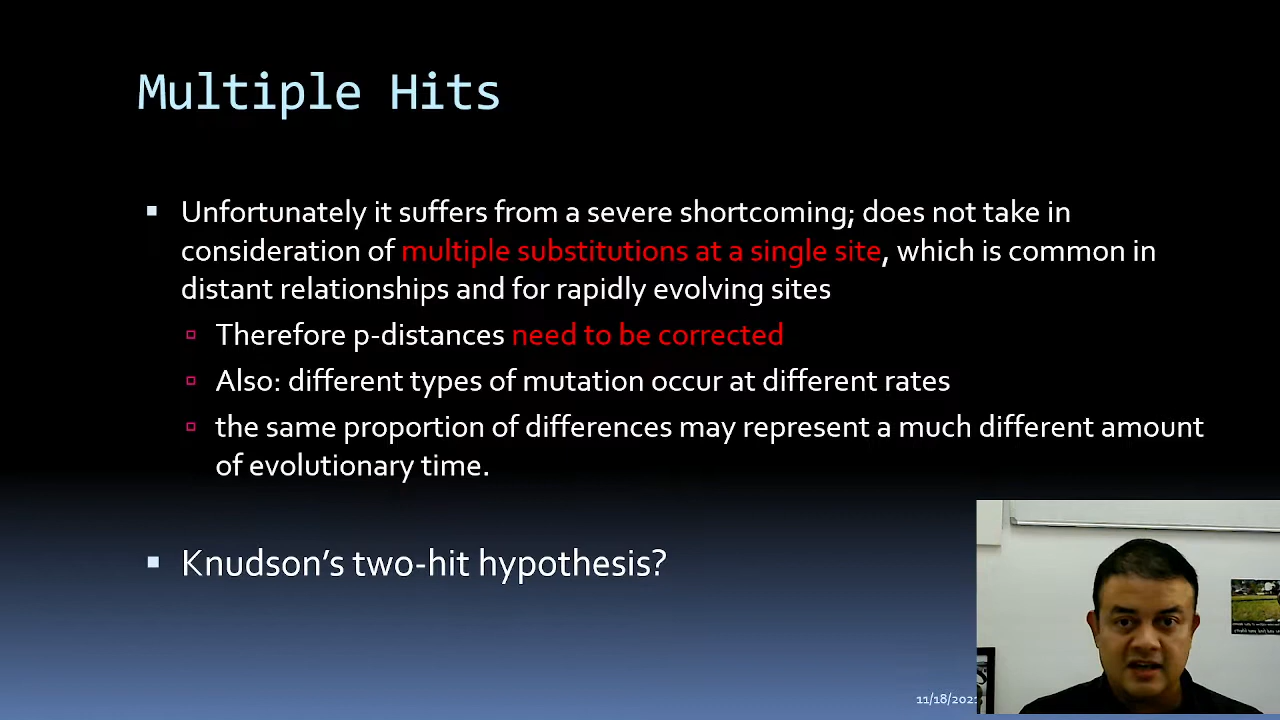 Multiple Hits
Unfortunately it suffers from a severe shortcoming; does not take in
consideration of multiple substitutions at a single site, which is common in
distant relationships and for rapidly evolving sites
Therefore p-distances need to be corrected
Also: different types of mutation occur at different rates
the same proportion of differences may represent a much different amount
of evolutionary time.
Knudson’s two-hit hypothesis?